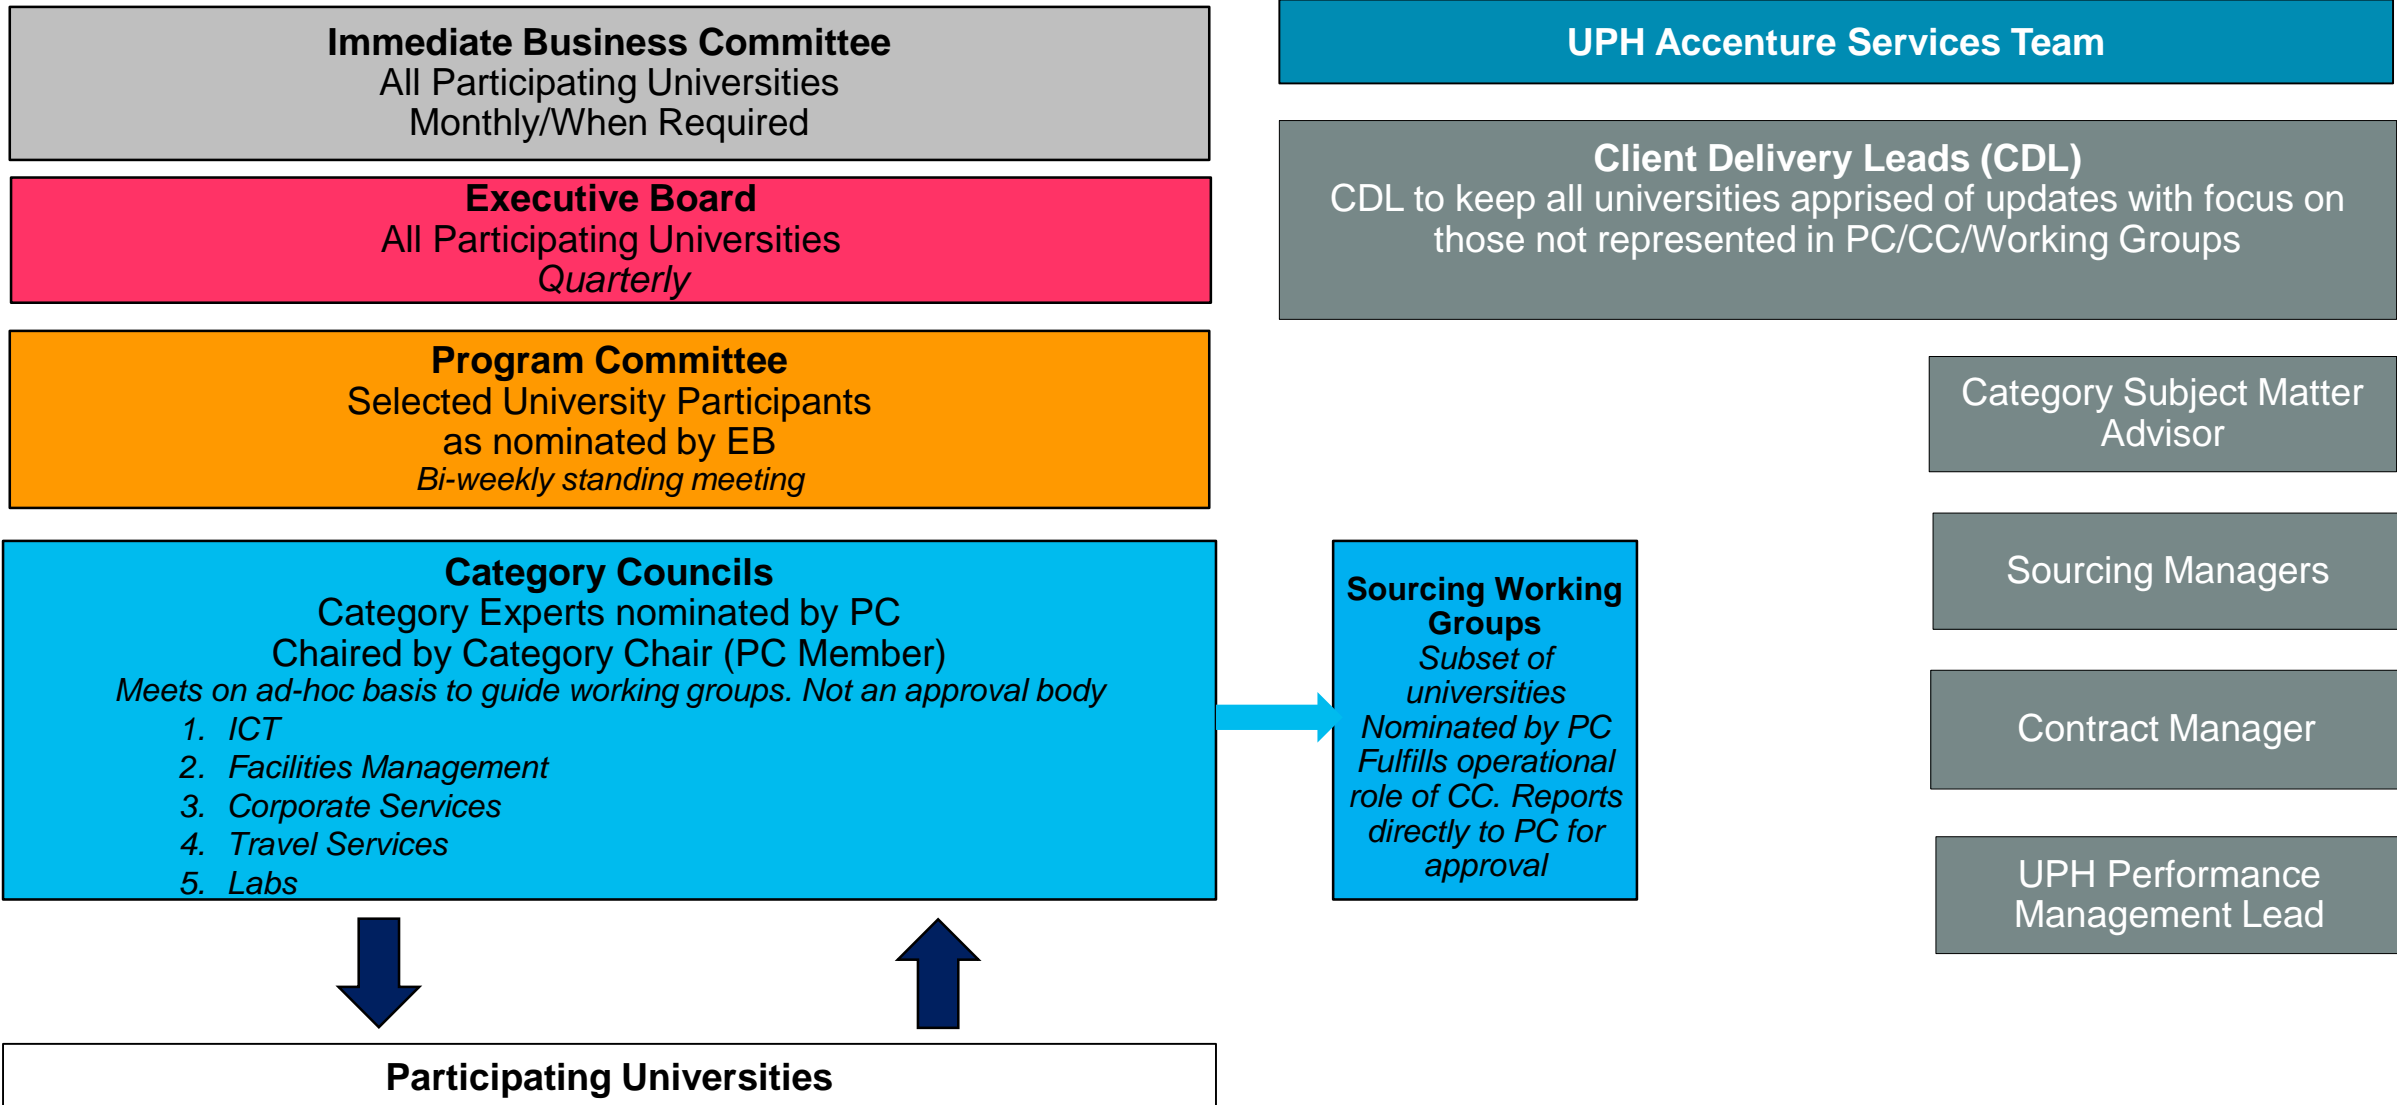 Immediate Business Committee
All Participating Universities
Monthly/When Required
Executive Board
All Participating Universities
Quarterly
Program Committee
Selected University Participants
as nominated by EB
Bi-weekly standing meeting
Category Councils
Category Experts nominated by PC
Chaired by Category Chair (PC Member)
Meets on ad-hoc basis to guide working groups. Not an approval body
1. ICT
2. Facilities Management
3. Corporate Services
4. Travel Services
5. Labs
Participating Universities
Sourcing Working
Groups
Subset of
universities
Nominated by PC
Fulfills operational
role of CC. Reports
directly to PC for
approval
UPH Accenture Services Team
Client Delivery Leads (CDL)
CDL to keep all universities apprised of updates with focus on
those not represented in PC/CC/Working Groups
Category Subject Matter
Advisor
Sourcing Managers
Contract Manager
UPH Performance
Management Lead